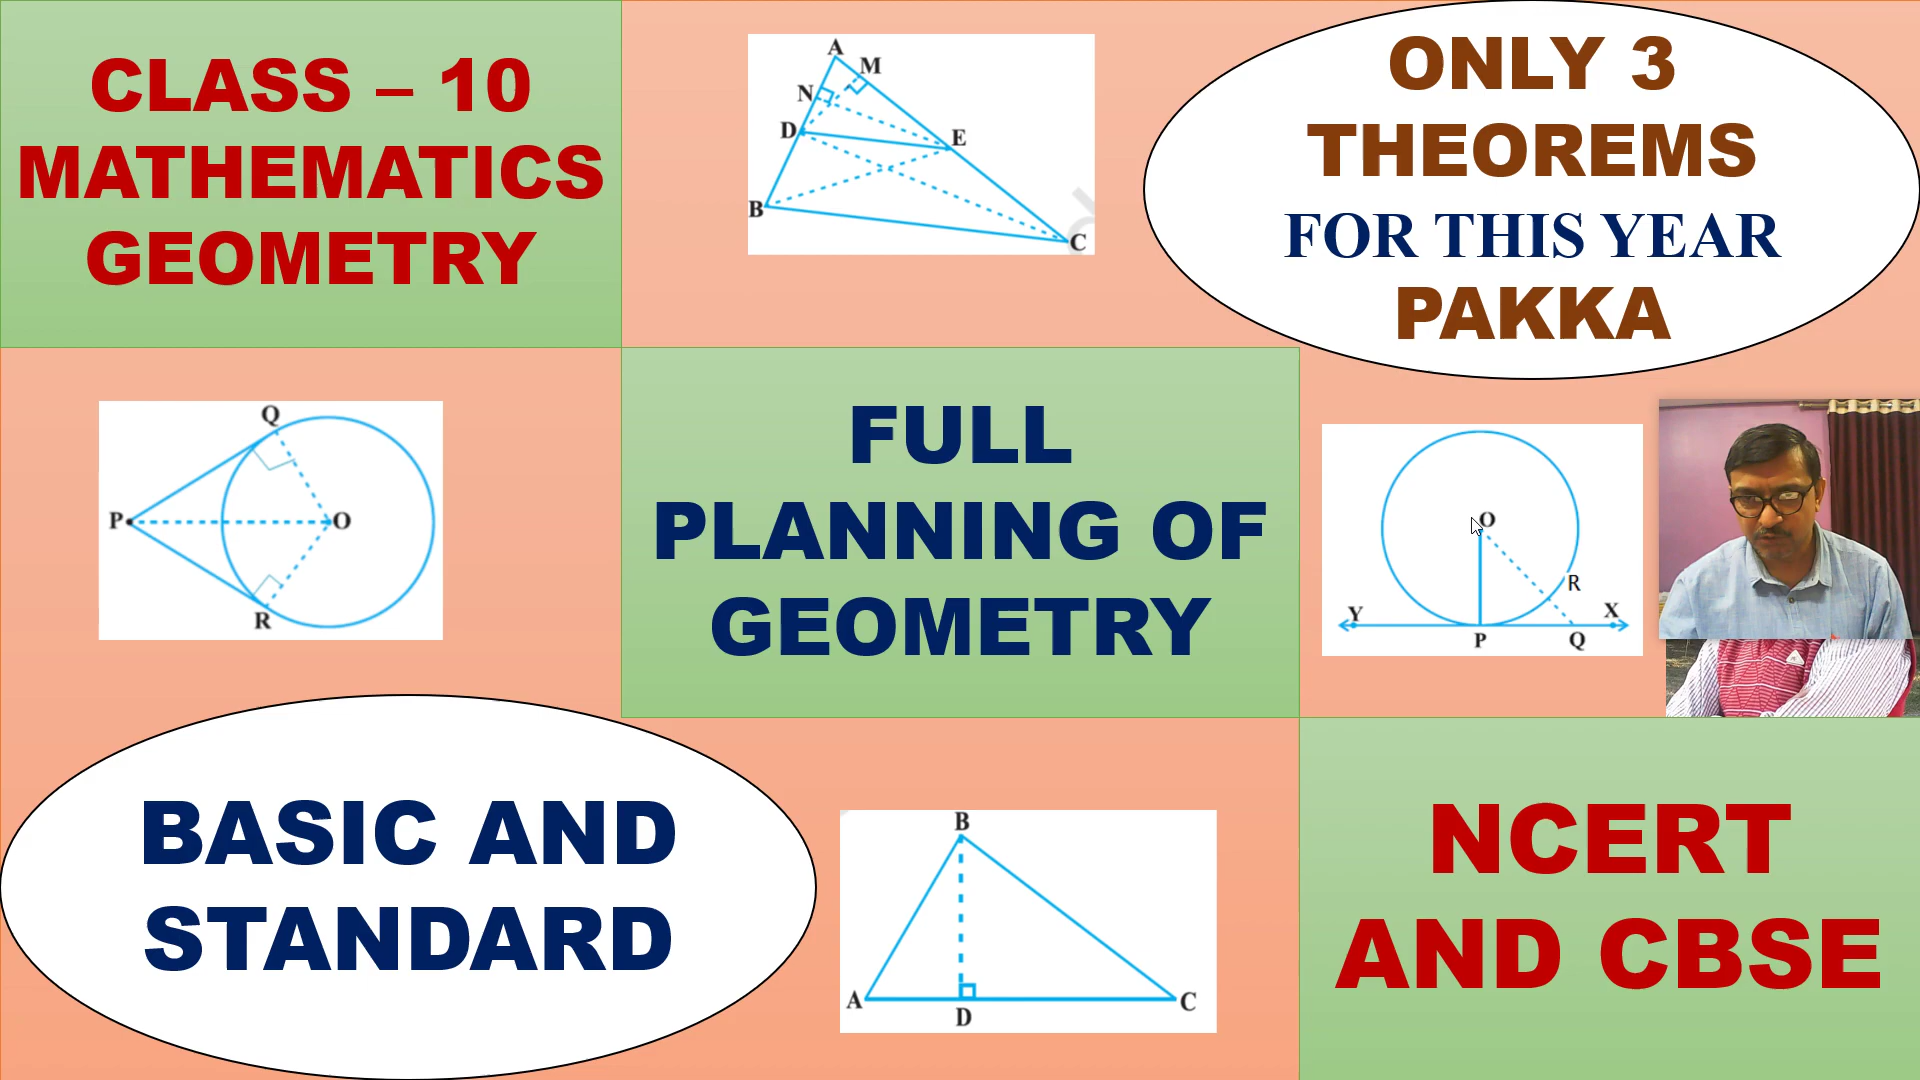 CLASS – 10
MATHEMATICS
GEOMETRY
A
M
N
D
E
B
C
ONLY 3
THEOREMS
FOR THIS YEAR
PAKKA
Q
P
O
R
FULL
PLANNING OF
GEOMETRY
O
R
Y
X
P
Q
BASIC AND
STANDARD
B
A
C
D
NCERT
AND CBSE